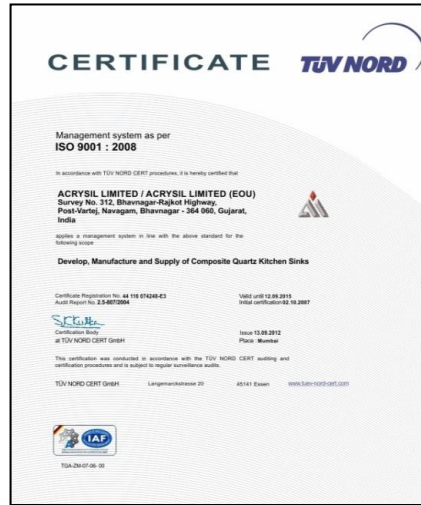 CERTIFICATE
TÜV NORD
Management system as per
ISO 9001 : 2008
In accordance with TÜV NORD CERT procedures, it is hereby certified that
ACRYSIL LIMITED / ACRYSIL LIMITED (EOU)
Survey No. 312, Bhavnagar-Rajkot Highway,
Post-Vartej, Navagam, Bhavnagar - 364 060, Gujarat,
India
applies a management system in line with the above standard for the
following scope
Develop, Manufacture and Supply of Composite Quartz Kitchen Sinks
Certificate Registration No. 44 116 074248-E3
Audit Report No. 2.5-807/2004
Valid until 12.09.2015
Initial certification 02.10.2007
Certification Body
at TÜV NORD CERT GmbH
Issue 13.09.2012
Place Mumbai
This certification was conducted in accordance with the TÜV NORD CERT auditing and
certification procedures and is subject to regular surveillance audits.
TÜV NORD CERT GmbH Langemarckstrasse 20 45141 Essen www.tuev-nord-cert.com
IAF
TGA-ZM-07-06-00